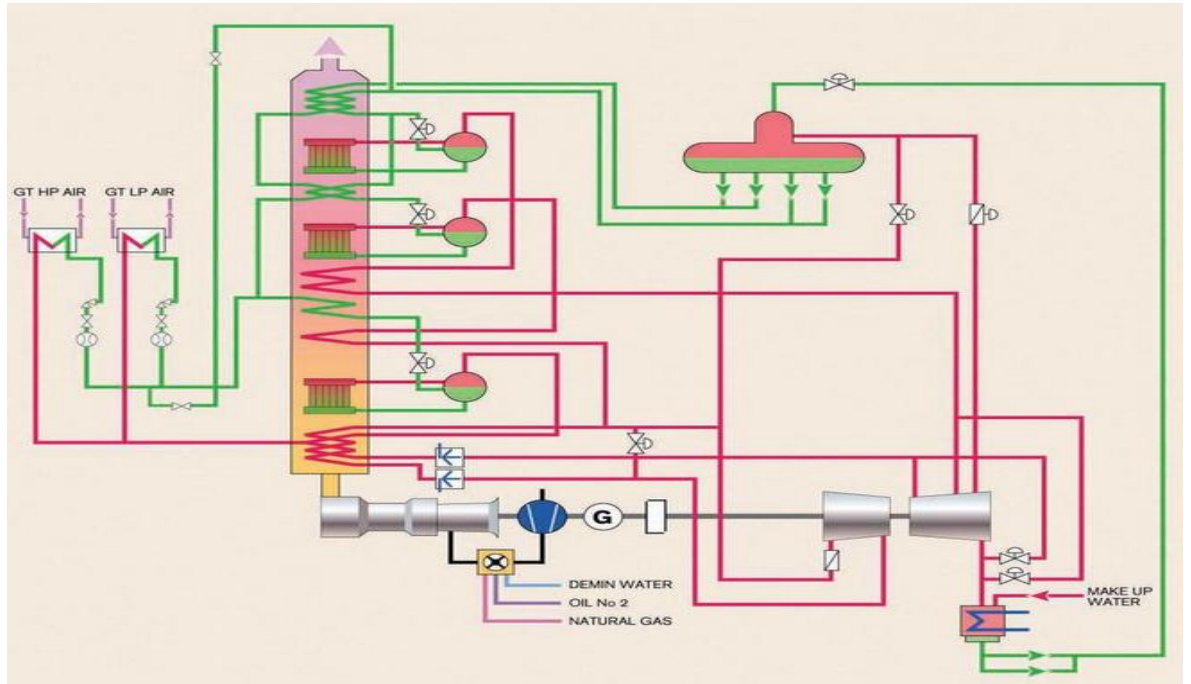 GT HP AIR
GT LP AIR
G
DEMIN WATER
OIL No 2
NATURAL GAS
MAKE UP
WATER